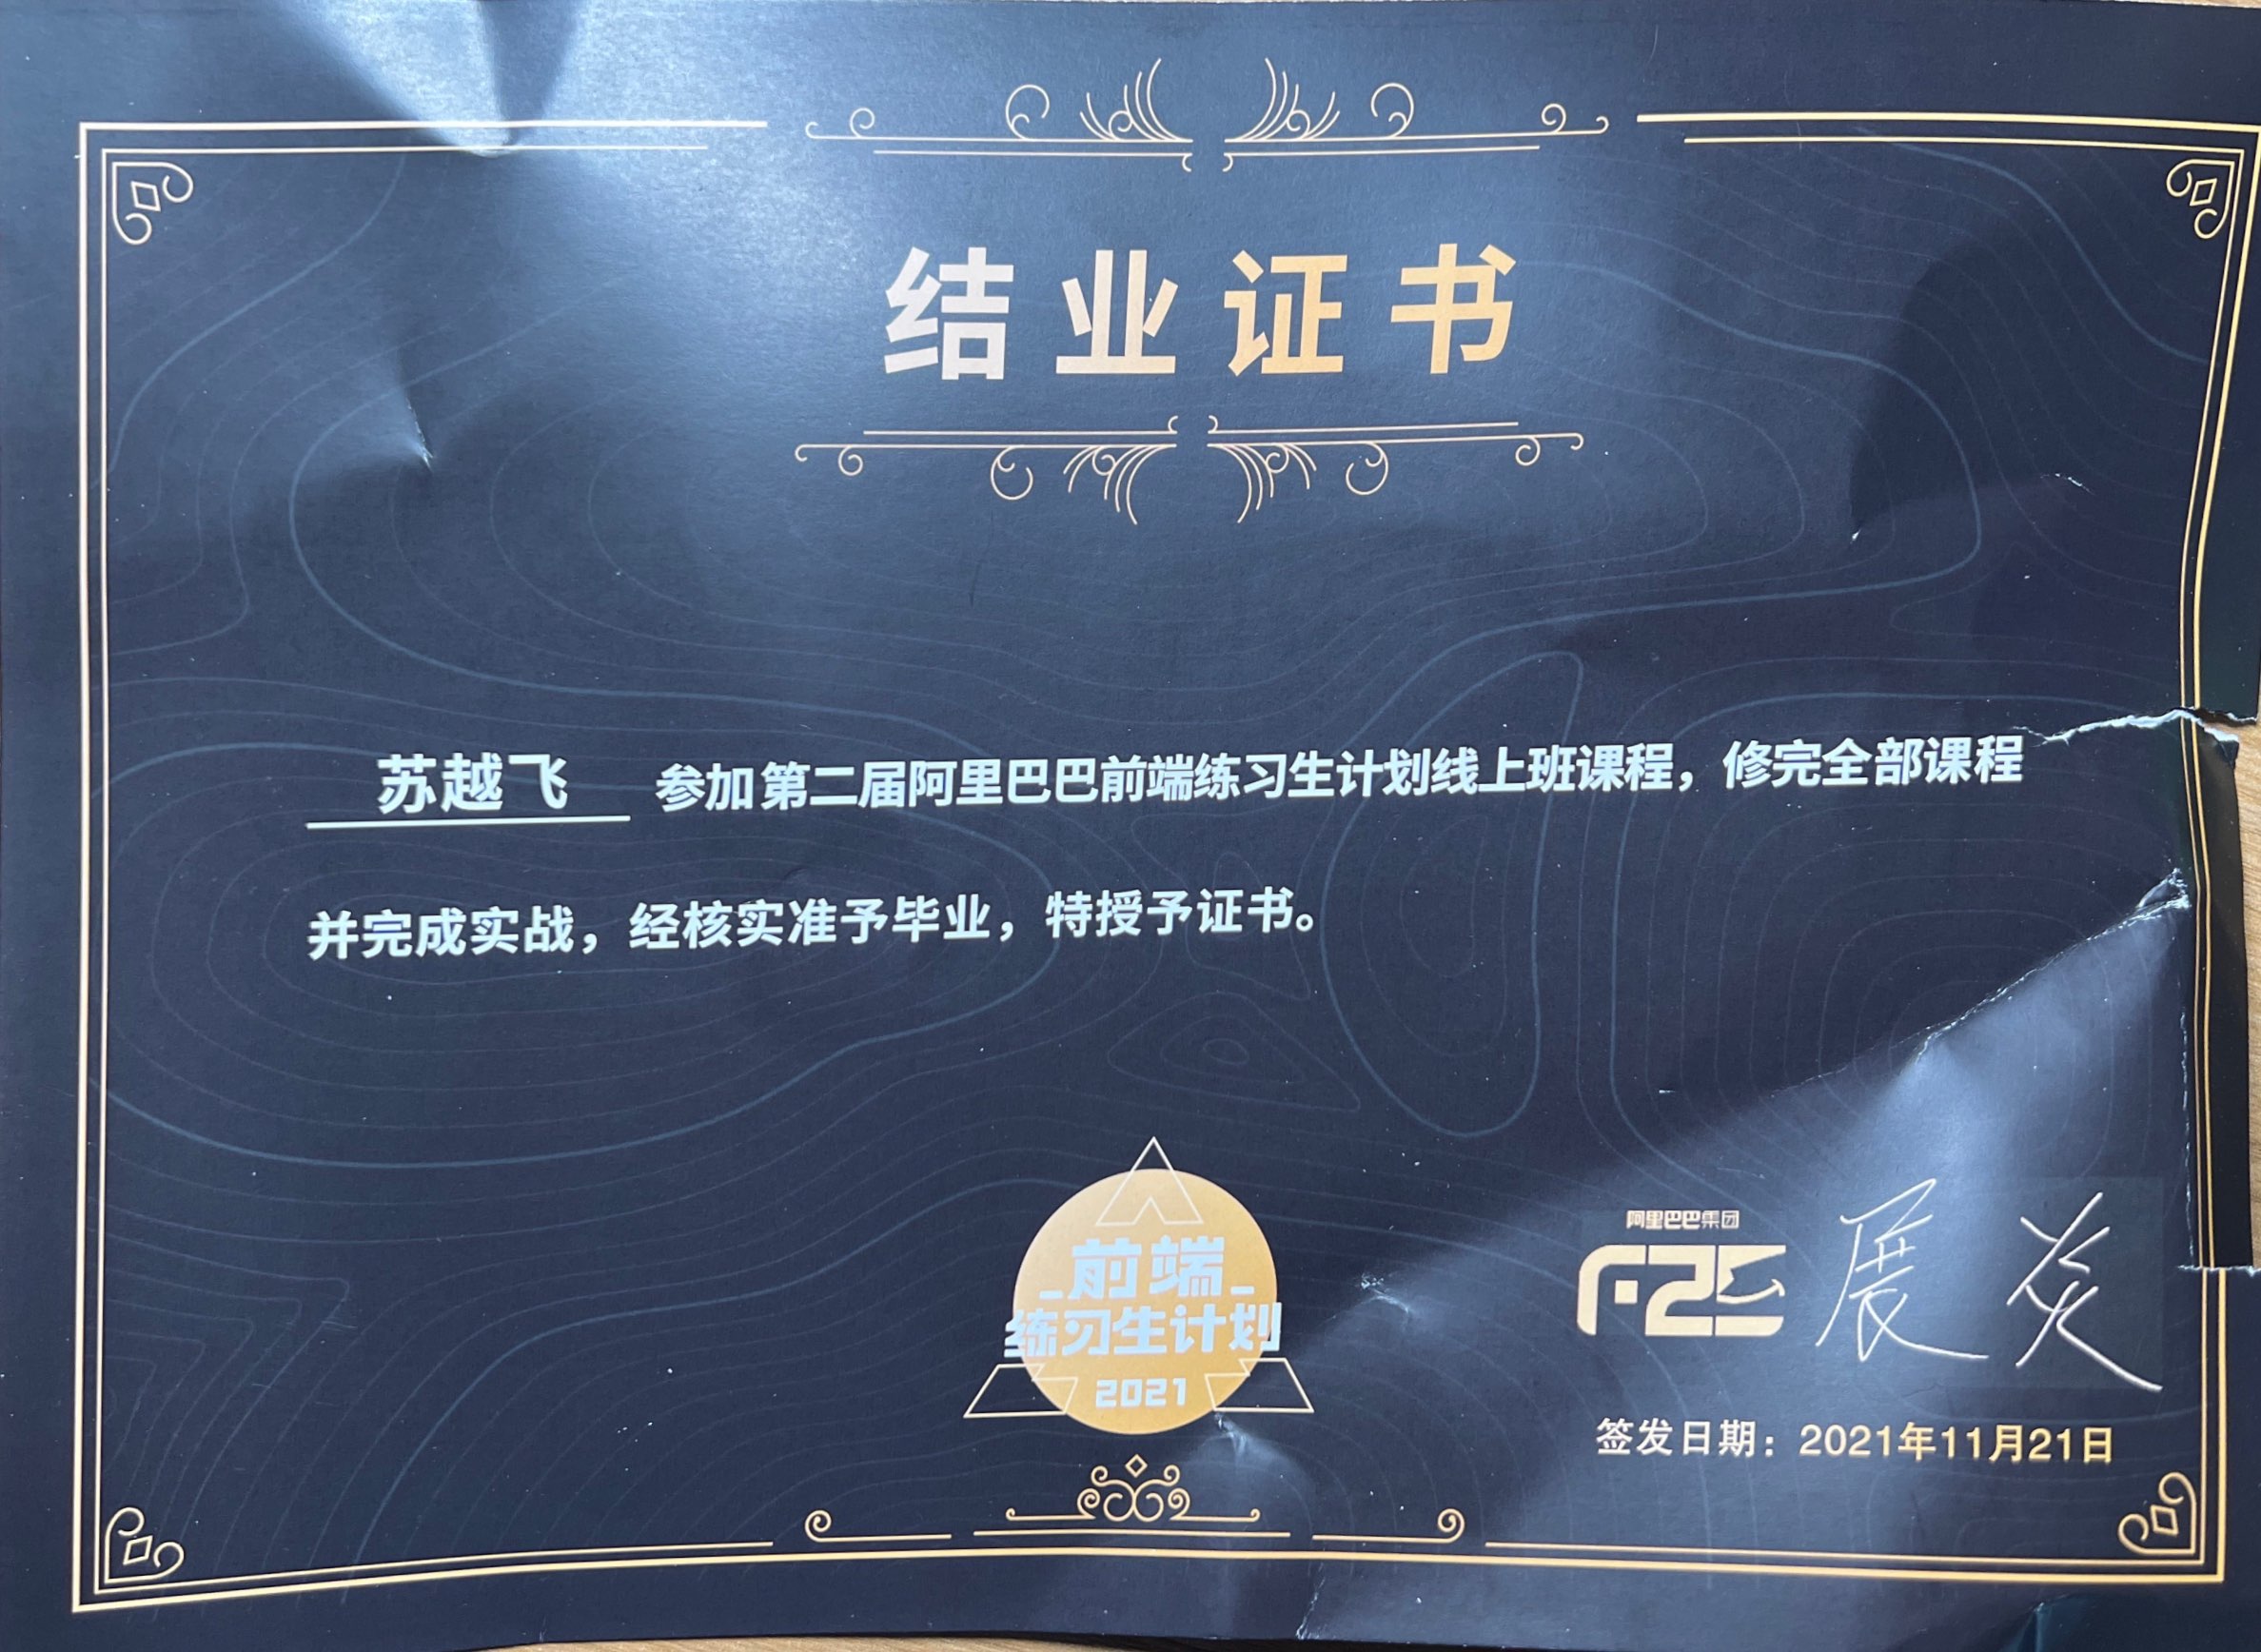 结业证书
苏越飞 参加第二届阿里巴巴前端练习生计划线上班课程，修完全部课程
并完成实战，经核实准予毕业，特授予证书。
前端
练习生计划
2021
阿里巴巴集团
展炎
签发日期：2021年11月21日